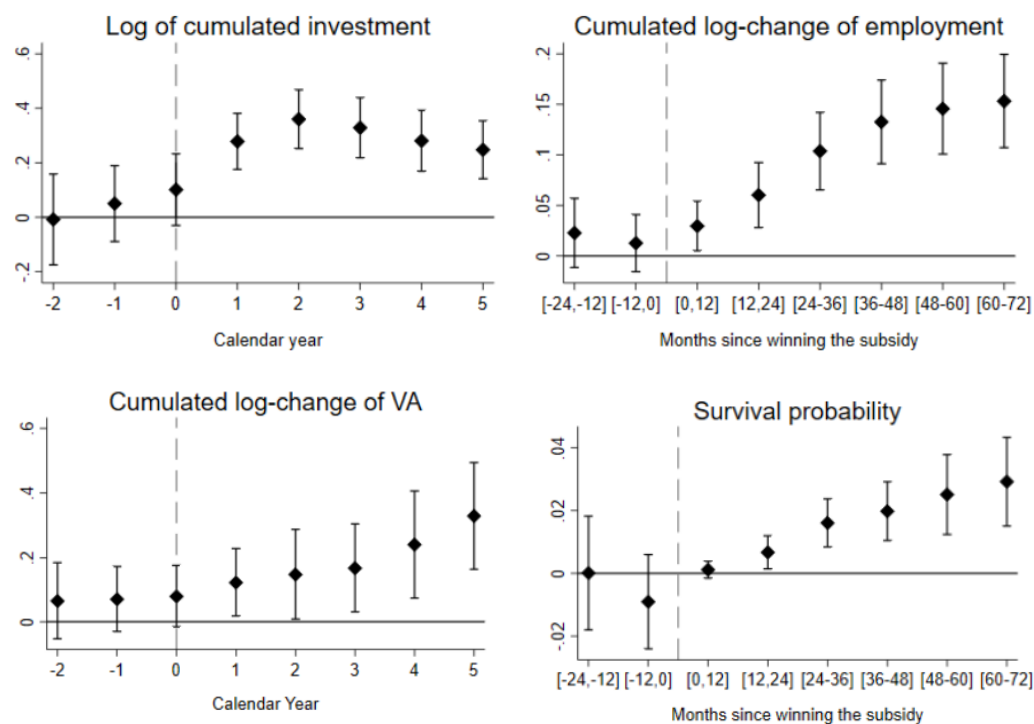 Log of cumulated investment
.6
.4
.2
0
-.2
-2 -1 0 1 2 3 4 5
Calendar year
Cumulated log-change of employment
.2
.15
.1
.05
0
[-24,-12] [-12,0] [0,12] [12,24] [24-36] [36-48] [48-60] [60-72]
Months since winning the subsidy
Cumulated log-change of VA
.6
.4
.2
0
-2 -1 0 1 2 3 4 5
Calendar Year
Survival probability
.04
.02
0
-.02
[-24,-12] [-12,0] [0,12] [12,24] [24-36] [36-48] [48-60] [60-72]
Months since winning the subsidy